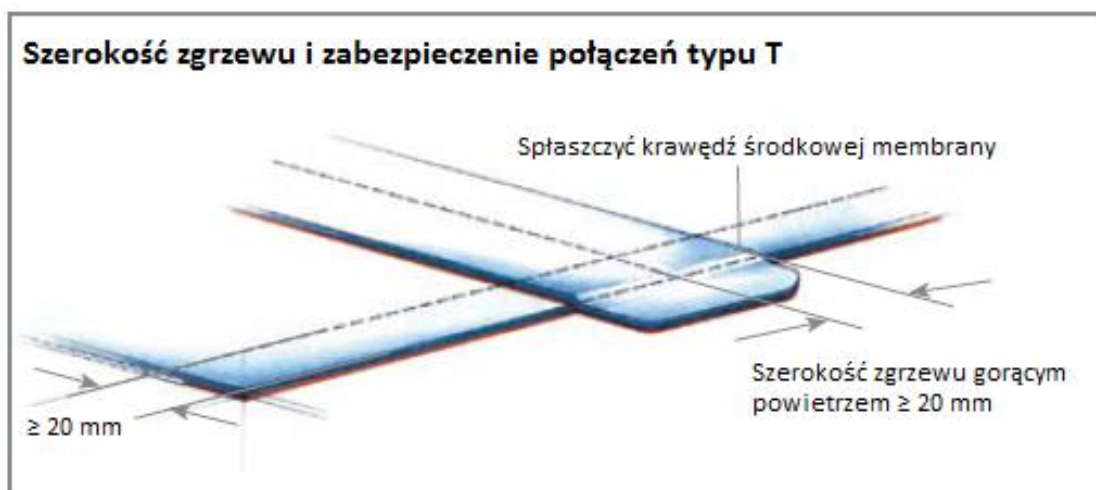 Szerokość zgrzewu i zabezpieczenie połączeń typu T
Spłaszczyć krawędź środkowej membrany
Szerokość zgrzewu gorącym
powietrzem ≥ 20 mm
≥ 20 mm